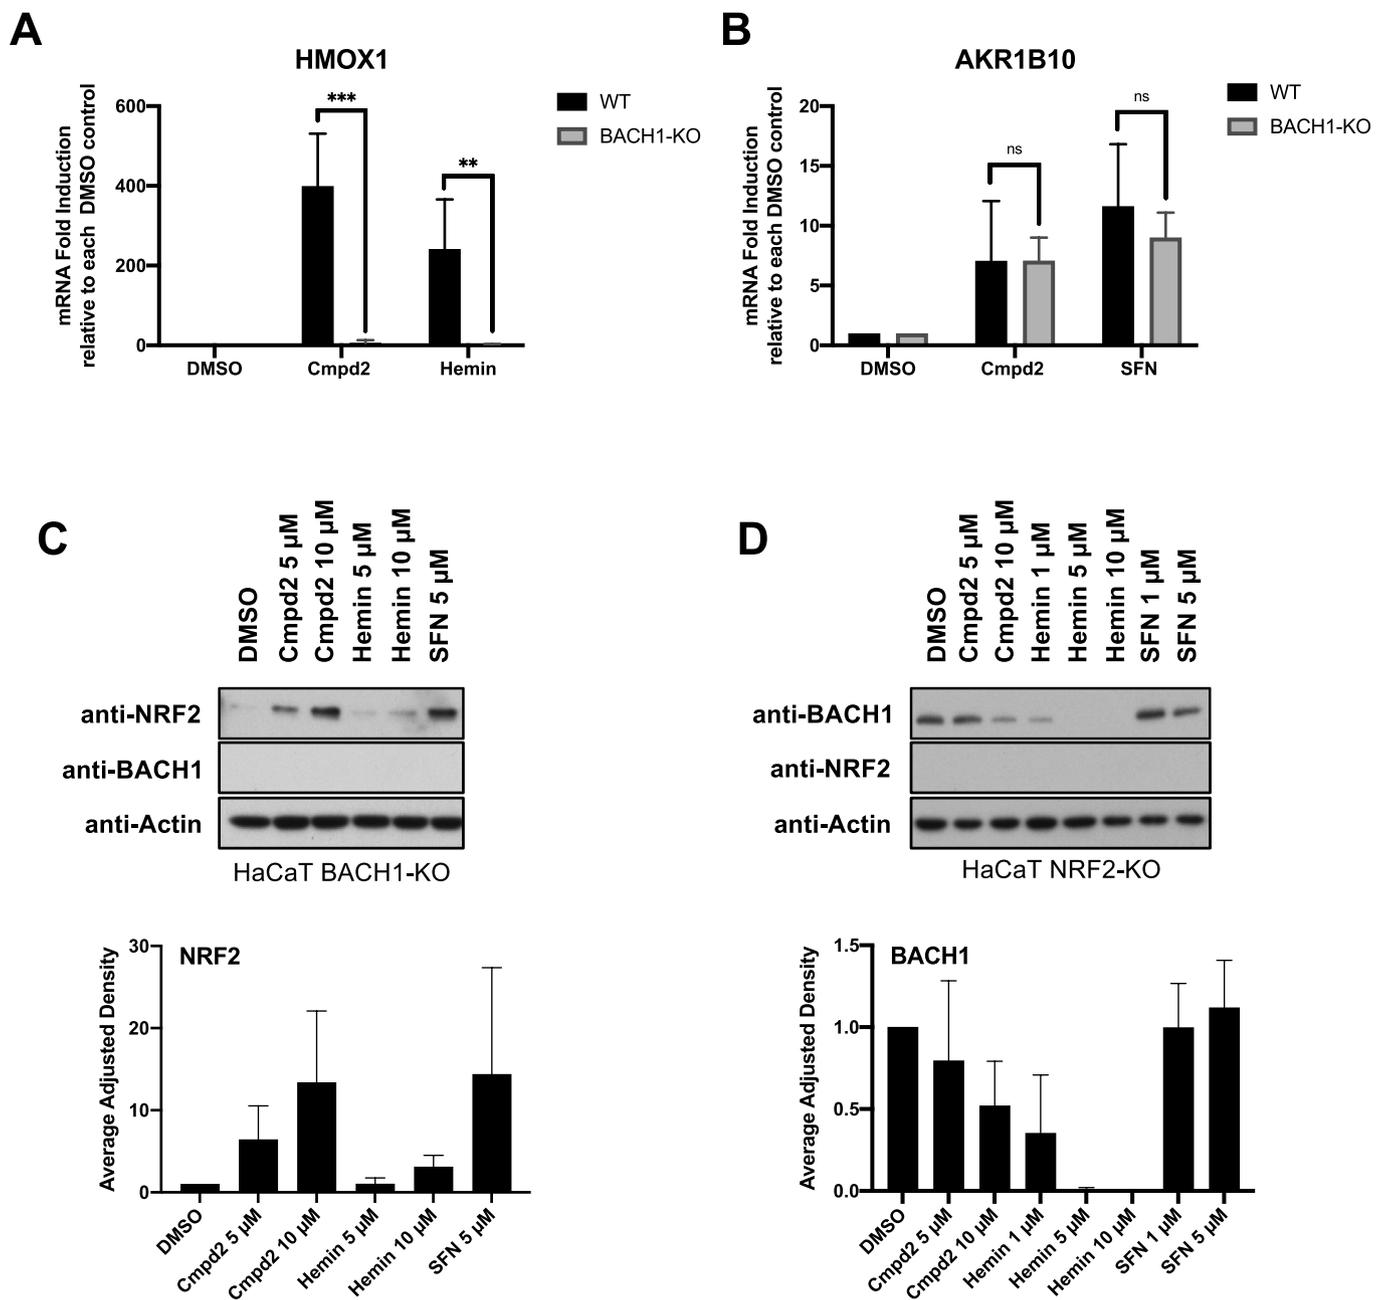 A
HMOX1
mRNA Fold Induction
relative to each DMSO control
600
400
200
0
***
**
DMSO
Cmpd2
Hemin
WT
BACH1-KO
B
AKR1B10
mRNA Fold Induction
relative to each DMSO control
20
15
10
5
0
ns
ns
DMSO
Cmpd2
SFN
WT
BACH1-KO
C
DMSO
Cmpd2 5 µM
Cmpd2 10 µM
Hemin 5 µM
Hemin 10 µM
SFN 5 µM
anti-NRF2
anti-BACH1
anti-Actin
HaCaT BACH1-KO
NRF2
Average Adjusted Density
30
20
10
0
DMSO
Cmpd2 5 µM
Cmpd2 10 µM
Hemin 5 µM
Hemin 10 µM
SFN 5 µM
D
DMSO
Cmpd2 5 µM
Cmpd2 10 µM
Hemin 1 µM
Hemin 5 µM
Hemin 10 µM
SFN 1 µM
SFN 5 µM
anti-BACH1
anti-NRF2
anti-Actin
HaCaT NRF2-KO
BACH1
Average Adjusted Density
1.5
1.0
0.5
0.0
DMSO
Cmpd2 5 µM
Cmpd2 10 µM
Hemin 1 µM
Hemin 5 µM
Hemin 10 µM
SFN 1 µM
SFN 5 µM